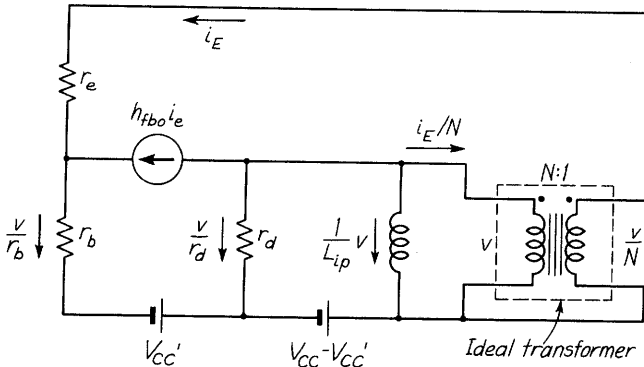 i_E
r_e
h_fbo i_e
i_E/N
N:1
v/r_b
r_b
v/r_d
r_d
1/L_ip v
v
v/N
V_CC'
V_CC-V_CC'
Ideal transformer